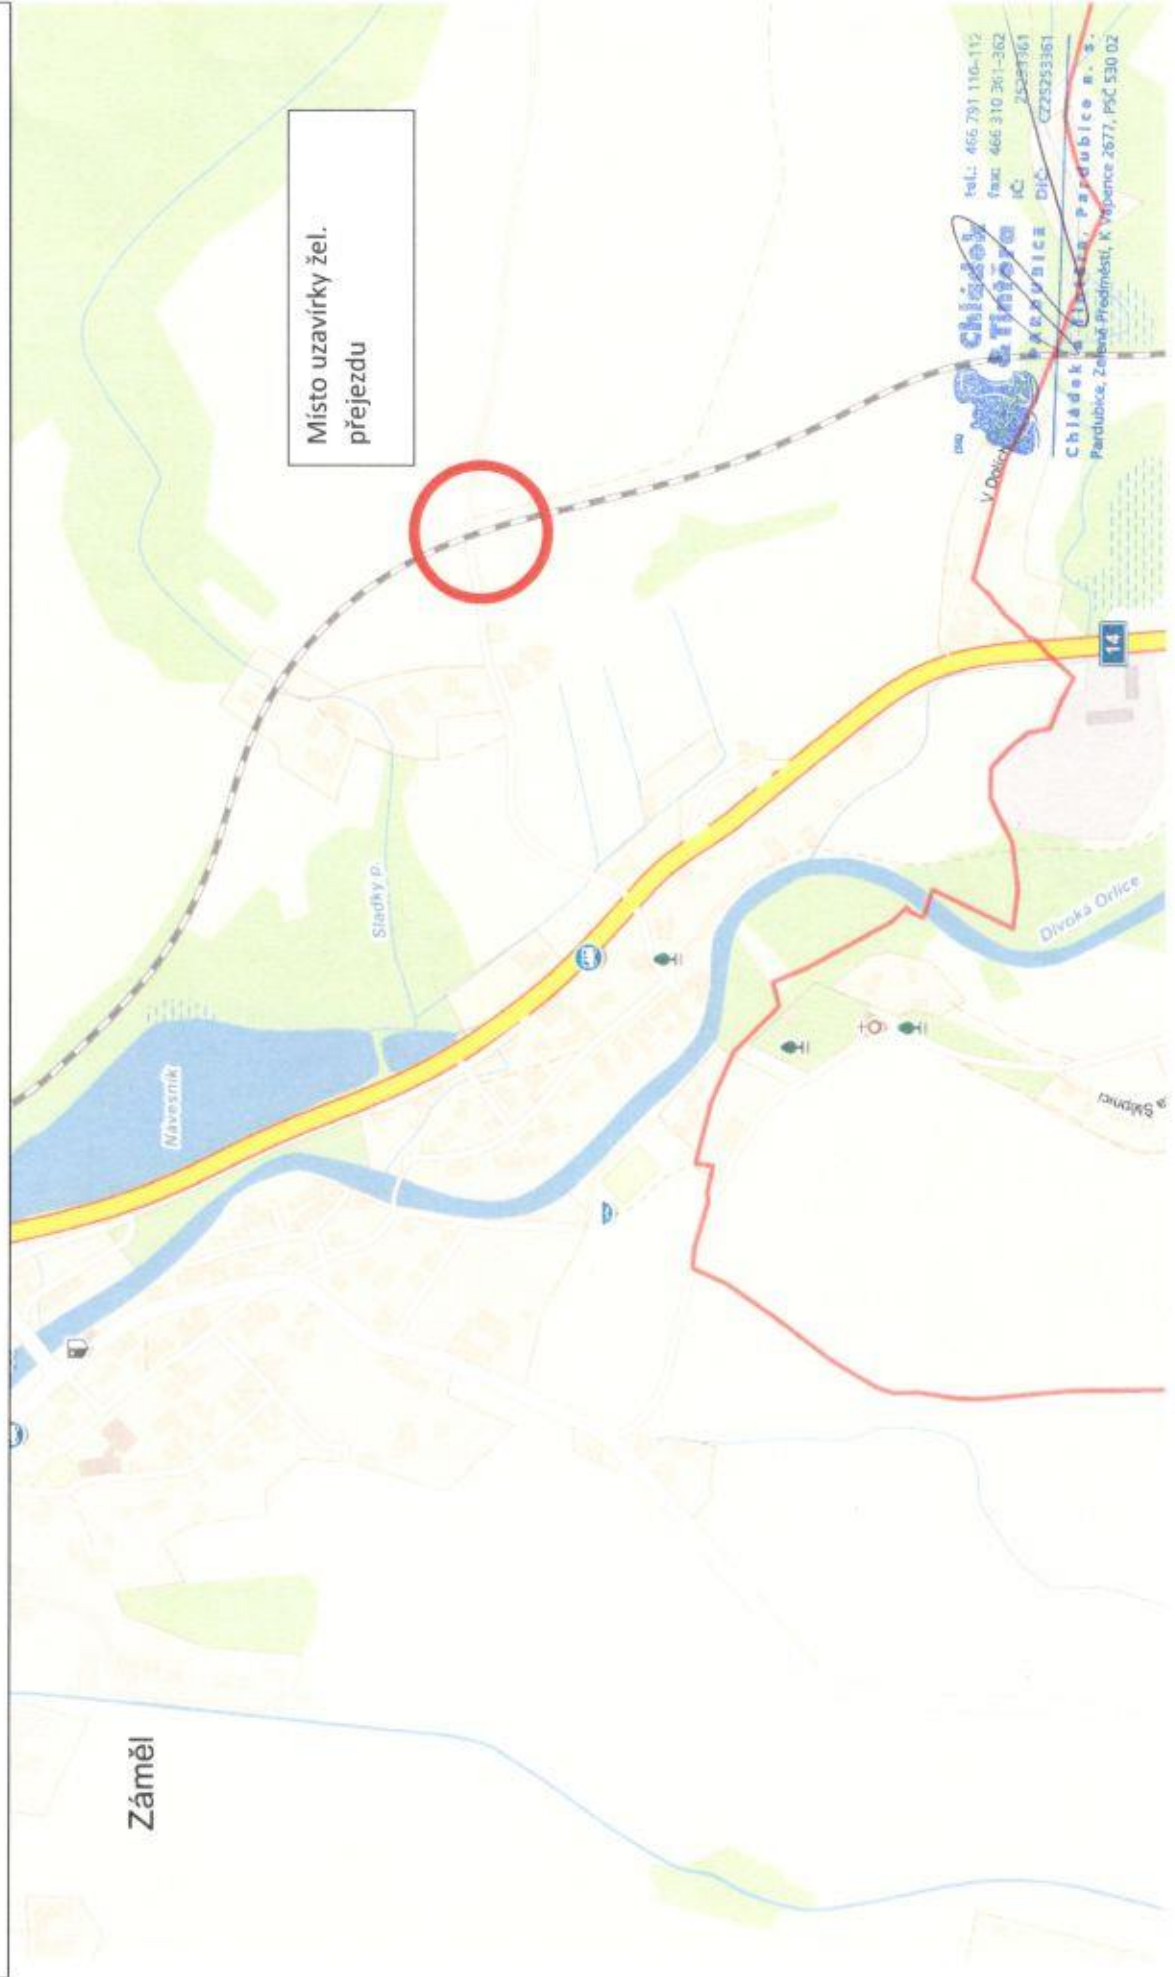 Záměl
Místo uzavírky žel.
přejezdu
Návesník
Sladký p.
Divoká Orlice
14
V Dolích
a Skipnicí
Chládek
& Tintěra
PARDUBICE
tel.: 466 791 110–112
fax: 466 310 361–362
IČ: 25253361
DIČ: CZ25253361
Chládek a Tintěra, Pardubice a. s.
Pardubice, Zelené Předměstí, K Vápence 2677, PSČ 530 02